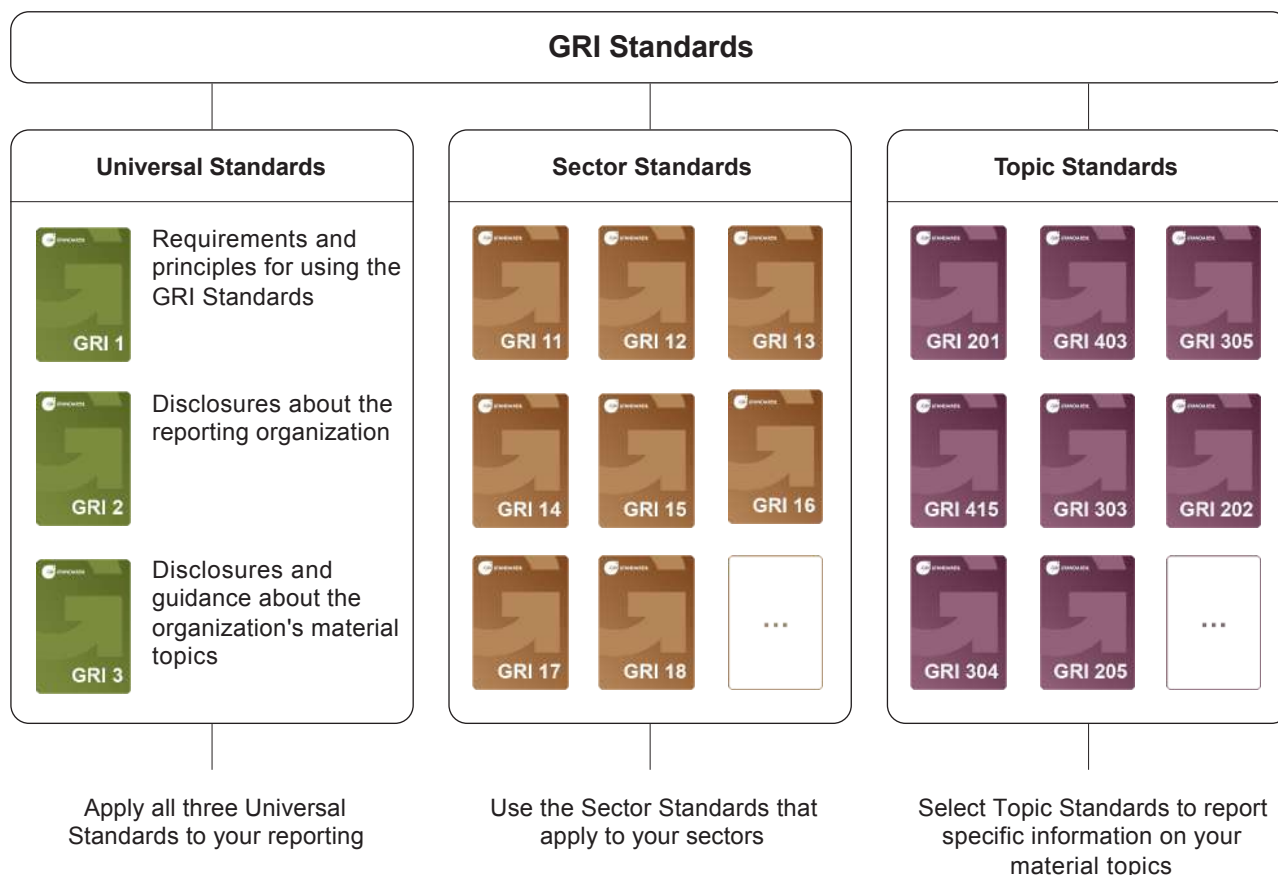 GRI Standards
Universal Standards
GRI 1
Requirements and
principles for using the
GRI Standards
GRI 2
Disclosures about the
reporting organization
GRI 3
Disclosures and
guidance about the
organization's material
topics
Apply all three Universal
Standards to your reporting
Sector Standards
GRI 11
GRI 12
GRI 13
GRI 14
GRI 15
GRI 16
GRI 17
GRI 18
...
Use the Sector Standards that
apply to your sectors
Topic Standards
GRI 201
GRI 403
GRI 305
GRI 415
GRI 303
GRI 202
GRI 304
GRI 205
...
Select Topic Standards to report
specific information on your
material topics